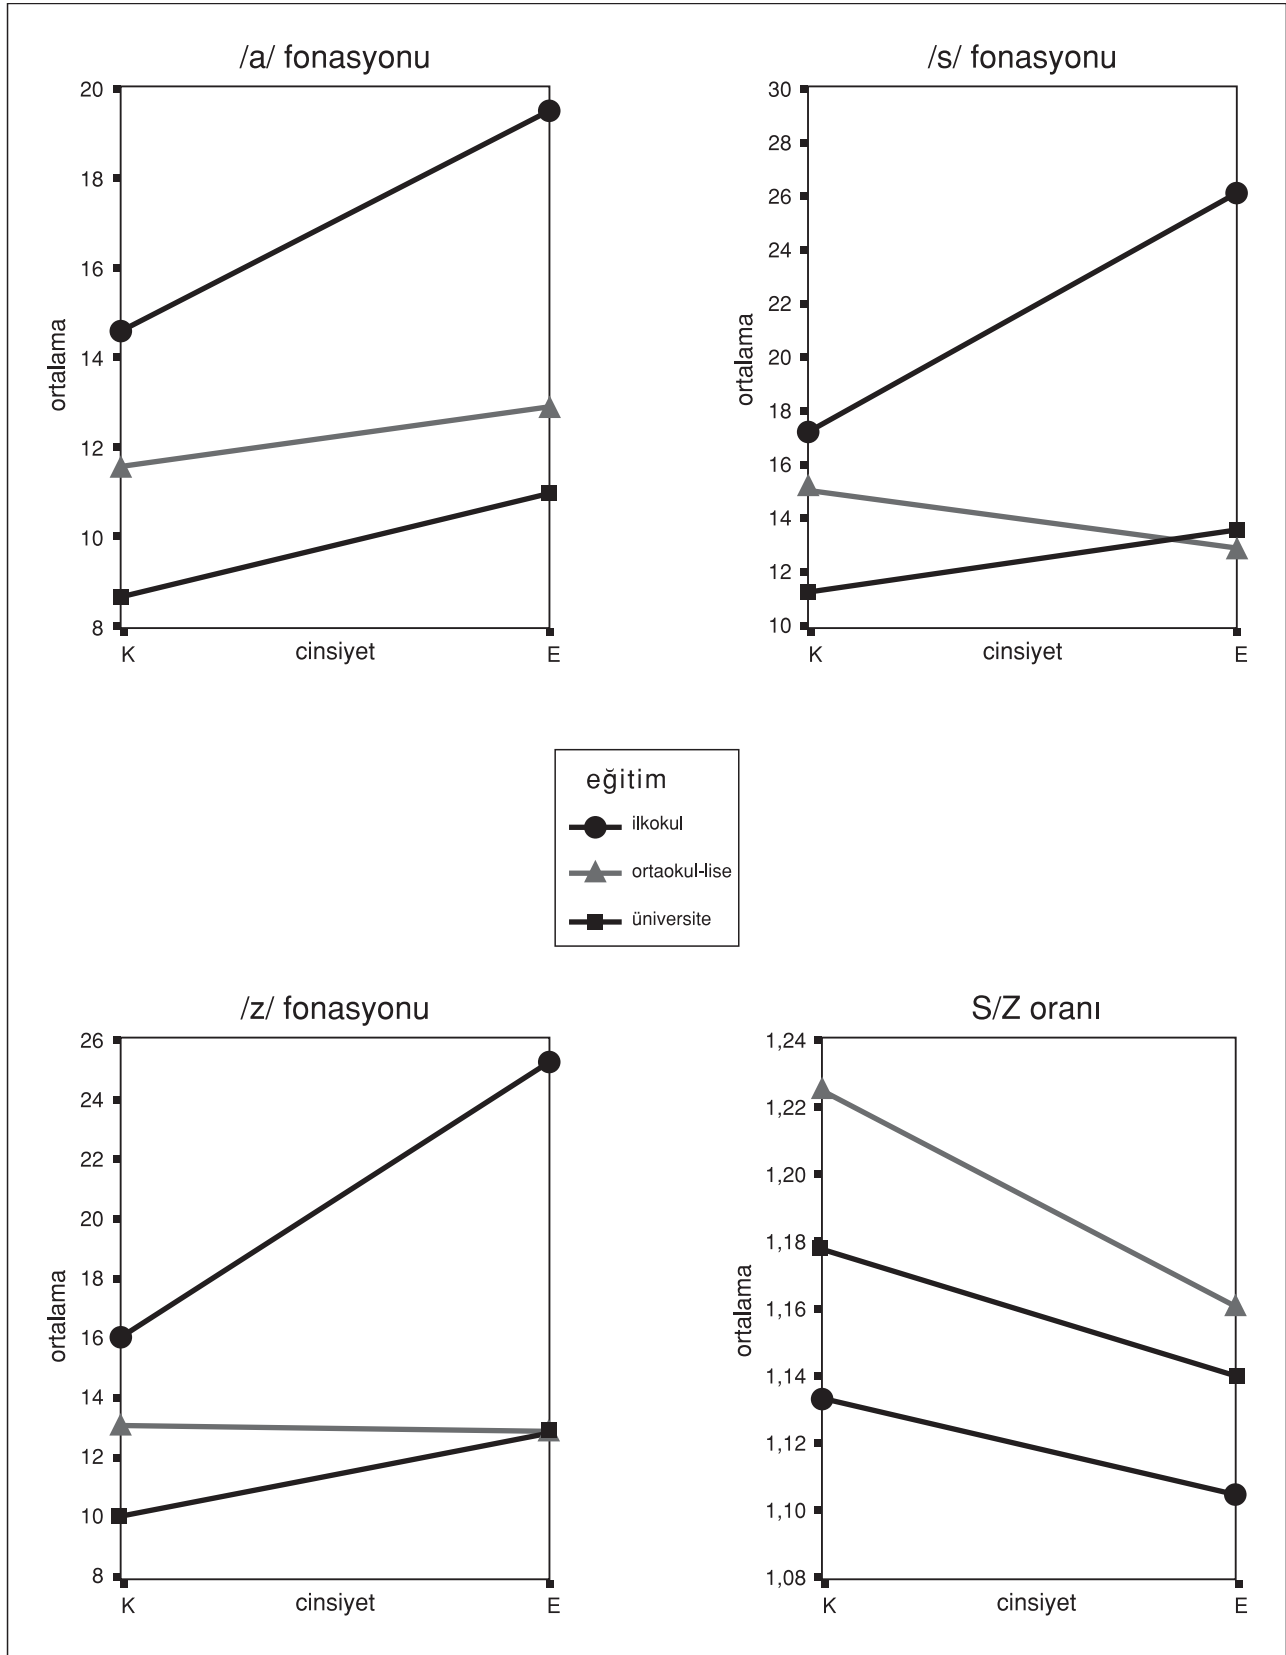 /a/ fonasyonu
20
18
16
14
12
10
8
ortalama
K
cinsiyet
E
/s/ fonasyonu
30
28
26
24
22
20
18
16
14
12
10
ortalama
K
cinsiyet
E
eğitim
ilkokul
ortaokul-lise
üniversite
/z/ fonasyonu
26
24
22
20
18
16
14
12
10
8
ortalama
K
cinsiyet
E
S/Z oranı
1,24
1,22
1,20
1,18
1,16
1,14
1,12
1,10
1,08
ortalama
K
cinsiyet
E